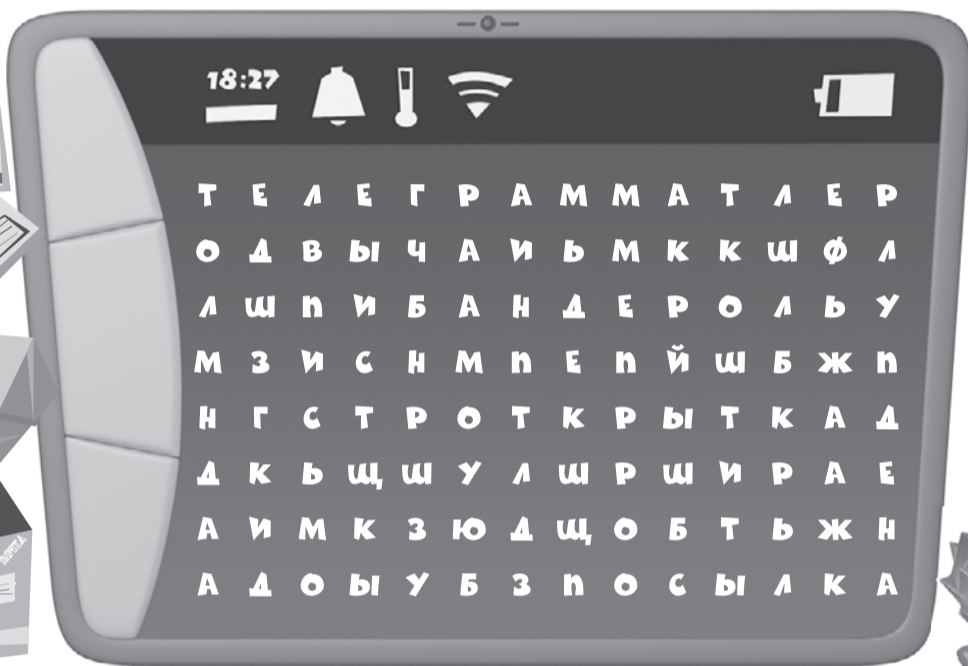 18:27
Т Е Л Е Г Р А М М А Т Л Е Р
О Д В Ы Ч А И Ь М К К Ш Ф Л
Л Ш П И Б А Н Д Е Р О Л Ь У
М З И С Н М П Е П Й Ш Б Ж П
Н Г С Т Р О Т К Р Ы Т К А Д
Д К Ь Щ Ш У Л Ш Р Ш И Р А Е
А И М К З Ю Д Щ О Б Т Ь Ж Н
А Д О Ы У Б З П О С Ы Л К А